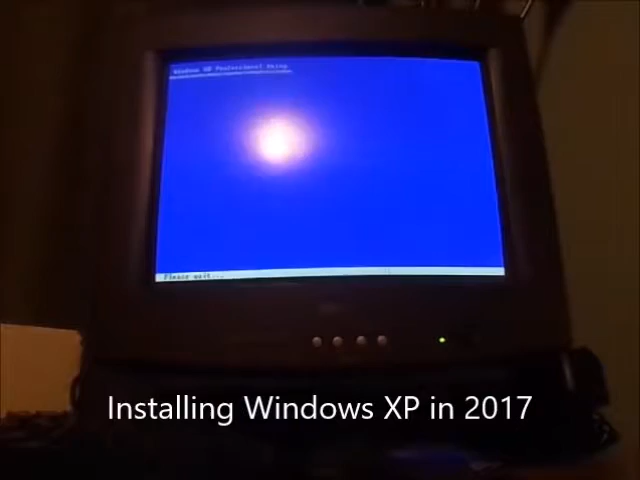 Windows XP Professional Setup
Please wait...
Installing Windows XP in 2017